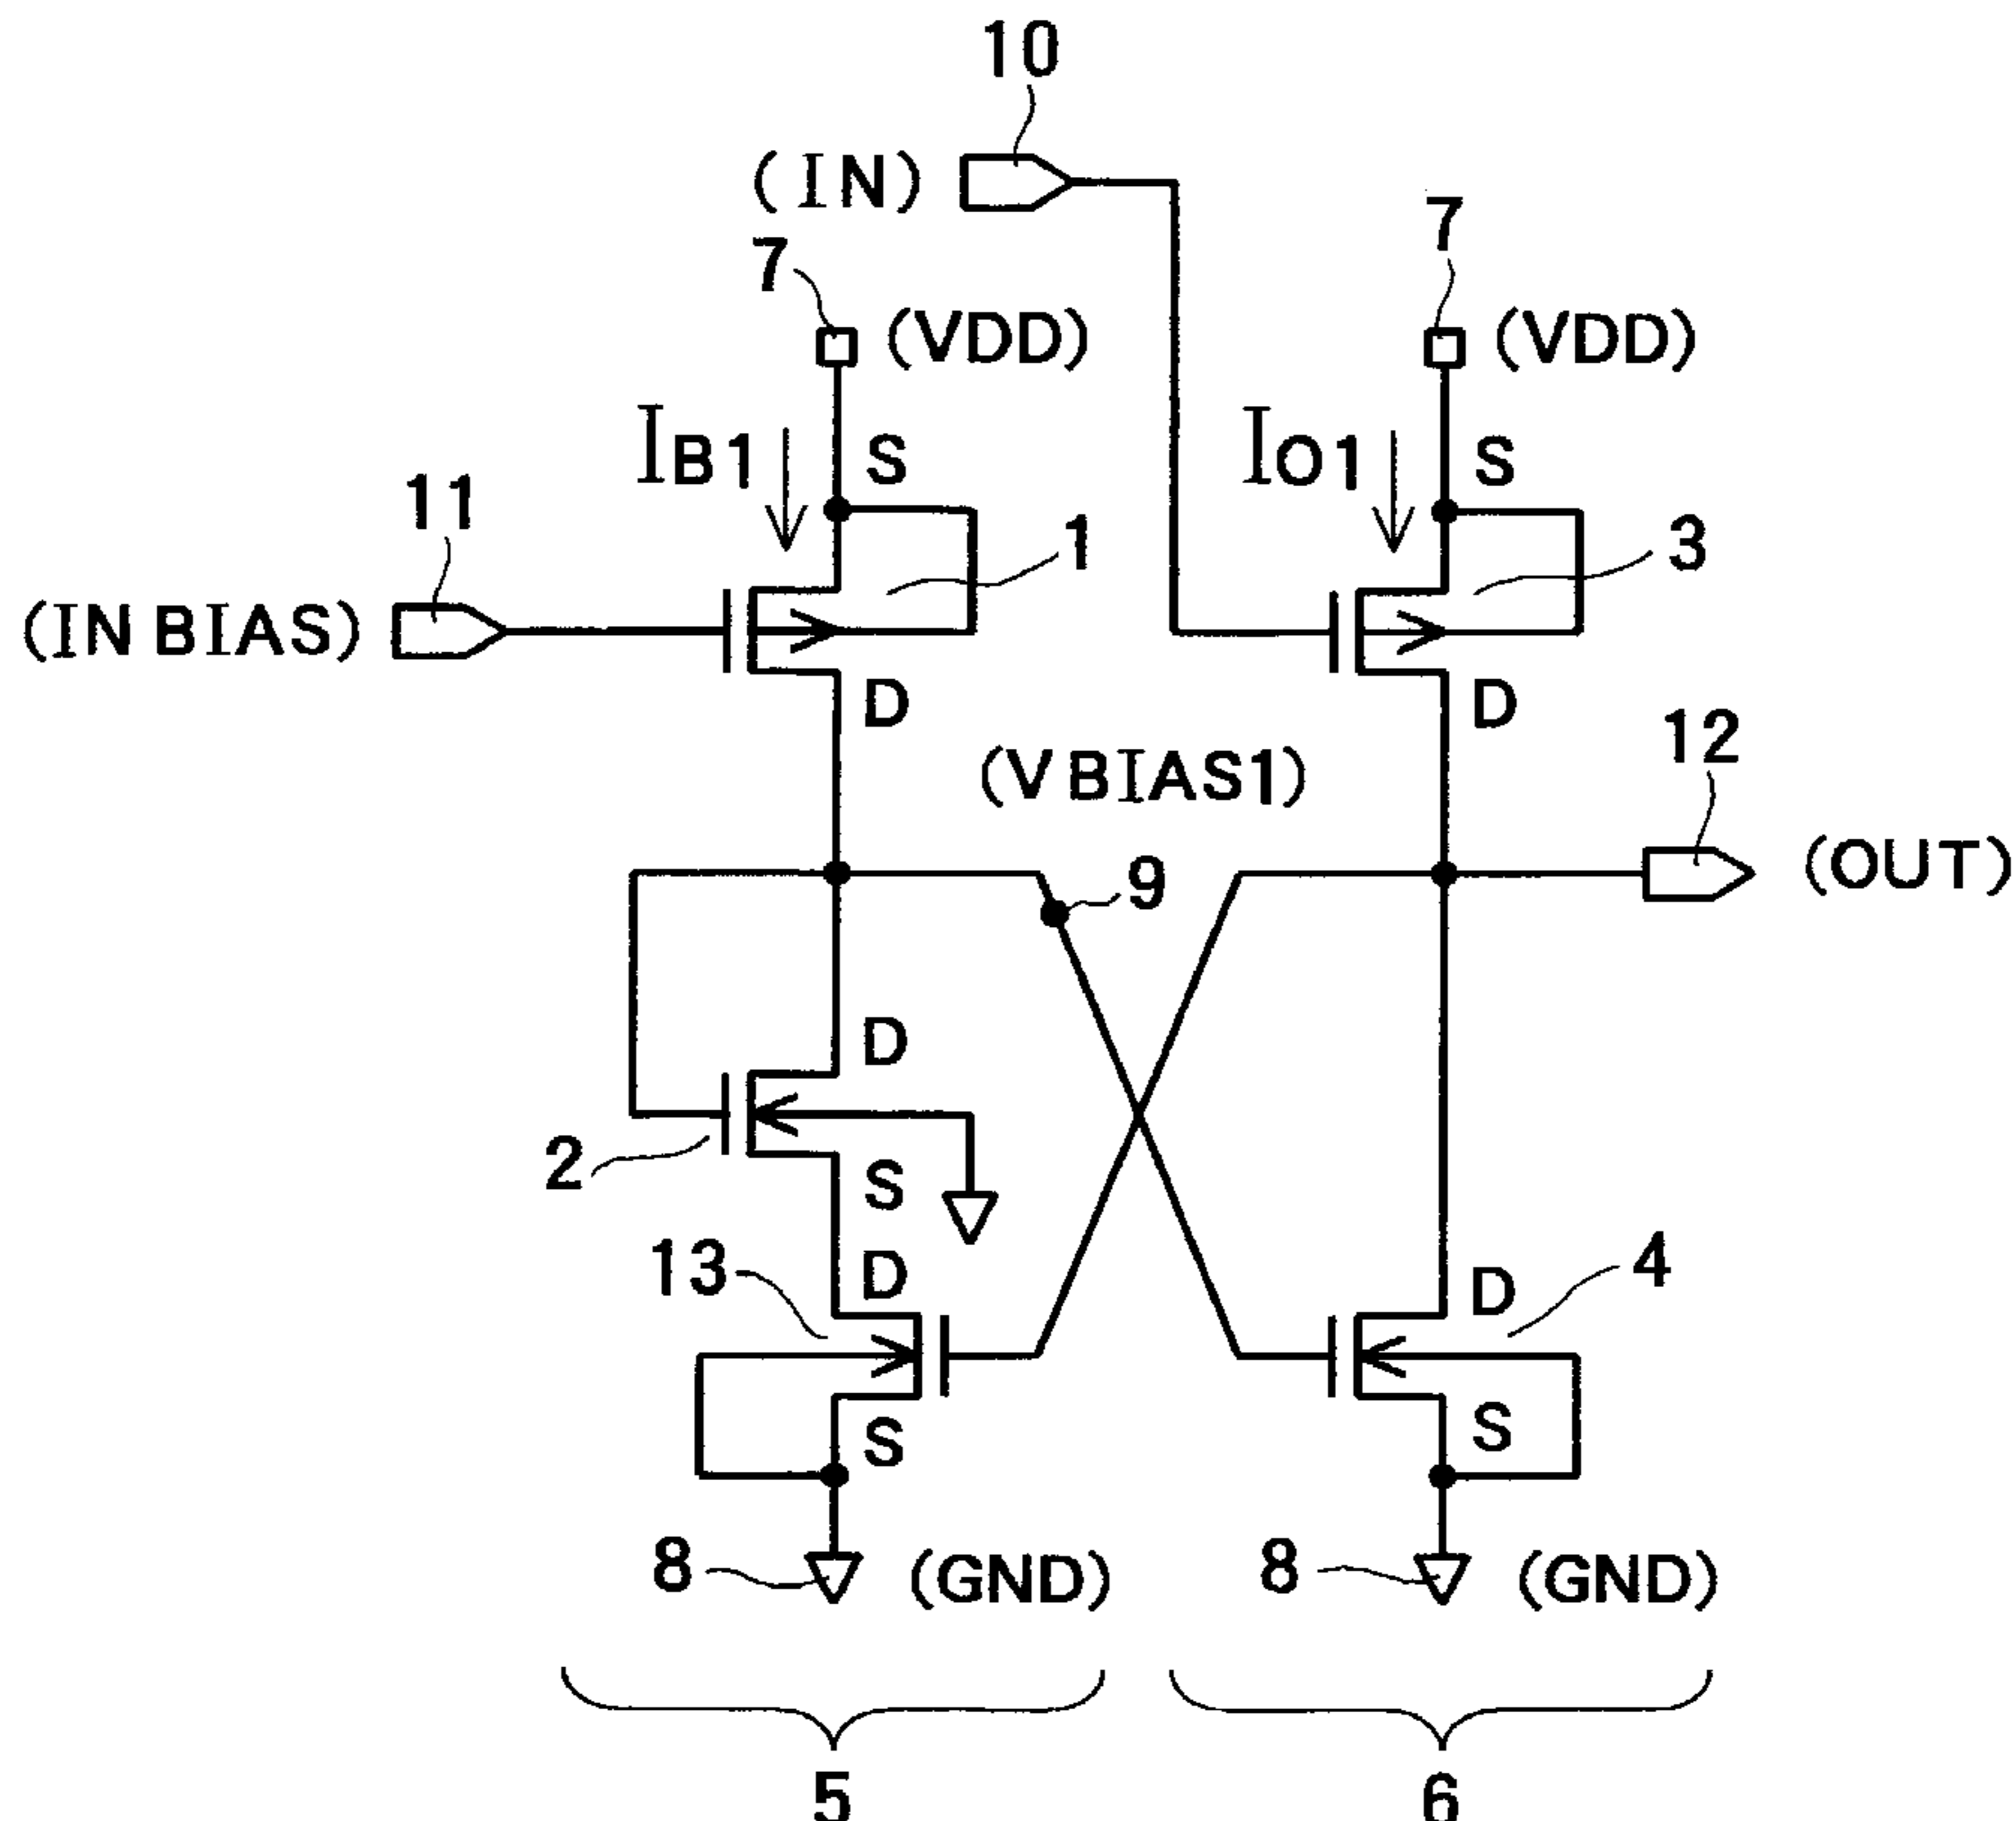 10
(IN)
7
7
(VDD)
(VDD)
IB1
S
IO1
S
11
1
3
(IN BIAS)
D
D
12
(VBIAS1)
9
(OUT)
D
2
S
13
D
D
4
S
S
8
(GND)
8
(GND)
5
6